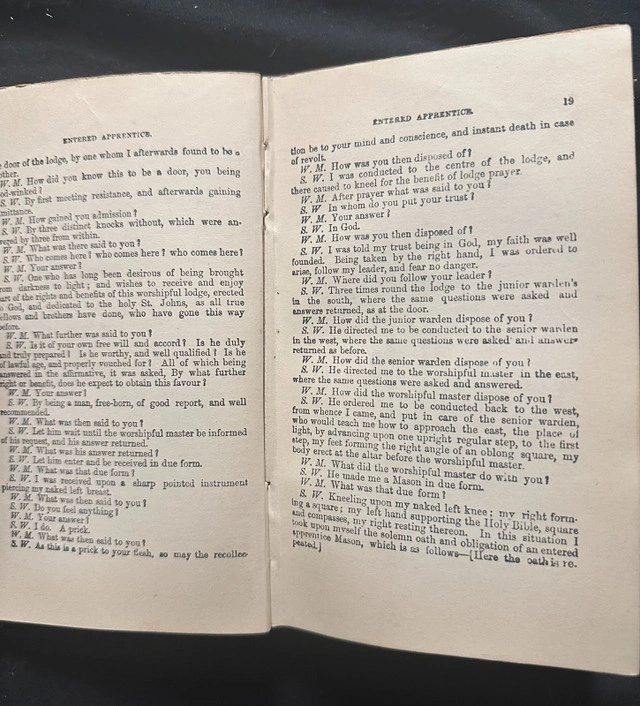 ENTERED APPRENTICE.
door of the lodge, by one whom I afterwards found to be a
W. M. How did you know this to be a door, you being
S. W. By first meeting resistance, and afterwards gaining
W. M. How gained you admission?
S. W. By three distinct knocks without, which were an-
by three from within.
W. M. What was there said to you?
S. W. Who comes here? who comes here? who comes here?
W. M. Your answer?
S. W. One who has long been desirous of being brought
from darkness to light; and wishes to receive and enjoy
part of the rights and benefits of this worshipful lodge, erected
to God, and dedicated to the holy St. Johns, as all true
fellows and brothers have done, who have gone this way
before.
W. M. What further was said to you?
S. W. Is it of your own free will and accord? Is he duly
and truly prepared? Is he worthy, and well qualified? Is he
of lawful age, and properly vouched for? All of which being
answered in the affirmative, it was asked, By what further
right or benefit, does he expect to obtain this favour?
W. M. Your answer?
S. W. By being a man, free-born, of good report, and well
recommended.
W. M. What was then said to you?
S. W. Let him wait until the worshipful master be informed
of his request, and his answer returned.
W. M. What was his answer returned?
S. W. Let him enter and be received in due form.
W. M. What was that due form?
S. W. I was received upon a sharp pointed instrument
piercing my naked left breast.
W. M. What was then said to you?
S. W. Do you feel anything?
W. M. Your answer?
S. W. I do. A prick.
W. M. What was then said to you?
S. W. As this is a prick to your flesh, so may the recollec-
ENTERED APPRENTICE.
19
tion be to your mind and conscience, and instant death in case
of revolt.
W. M. How was you then disposed of?
S. W. I was conducted to the centre of the lodge, and
there caused to kneel for the benefit of lodge prayer.
W. M. After prayer what was said to you?
S. W In whom do you put your trust?
W. M. Your answer?
S. W. In God.
W. M. How was you then disposed of?
S. W. I was told my trust being in God, my faith was well
founded. Being taken by the right hand, I was ordered to
arise, follow my leader, and fear no danger.
W. M. Where did you follow your leader?
S. W. Three times round the lodge to the junior warden's
in the south, where the same questions were asked and
answers returned, as at the door.
W. M. How did the junior warden dispose of you?
S. W. He directed me to be conducted to the senior warden
in the west, where the same questions were asked and answers
returned as before.
W. M. How did the senior warden dispose of you?
S. W. He directed me to the worshipful master in the east,
where the same questions were asked and answered.
W. M. How did the worshipful master dispose of you?
S. W. He ordered me to be conducted back to the west,
from whence I came, and put in care of the senior warden,
who would teach me how to approach the east, the place of
light, by advancing upon one upright regular step, to the first
step, my feet forming the right angle of an oblong square, my
body erect at the altar before the worshipful master.
W. M. What did the worshipful master do with you?
S. W. He made me a Mason in due form.
W. M. What was that due form?
S. W. Kneeling upon my naked left knee; my right form-
ing a square; my left hand supporting the Holy Bible, square
and compasses, my right resting thereon. In this situation I
took upon myself the solemn oath and obligation of an entered
apprentice Mason, which is as follows—[Here the oath is re-
peated.]